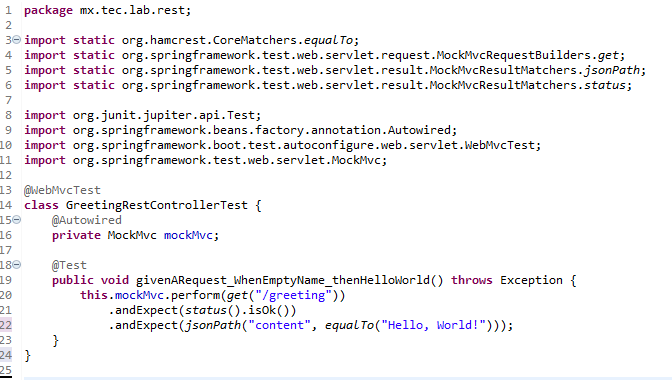 1 package mx.tec.lab.rest;
2
3 import static org.hamcrest.CoreMatchers.equalTo;
4 import static org.springframework.test.web.servlet.request.MockMvcRequestBuilders.get;
5 import static org.springframework.test.web.servlet.result.MockMvcResultMatchers.jsonPath;
6 import static org.springframework.test.web.servlet.result.MockMvcResultMatchers.status;
7
8 import org.junit.jupiter.api.Test;
9 import org.springframework.beans.factory.annotation.Autowired;
10 import org.springframework.boot.test.autoconfigure.web.servlet.WebMvcTest;
11 import org.springframework.test.web.servlet.MockMvc;
12
13 @WebMvcTest
14 class GreetingRestControllerTest {
15     @Autowired
16     private MockMvc mockMvc;
17
18     @Test
19     public void givenARequest_WhenEmptyName_thenHelloWorld() throws Exception {
20         this.mockMvc.perform(get("/greeting"))
21             .andExpect(status().isOk())
22             .andExpect(jsonPath("content", equalTo("Hello, World!")));
23     }
24 }
25